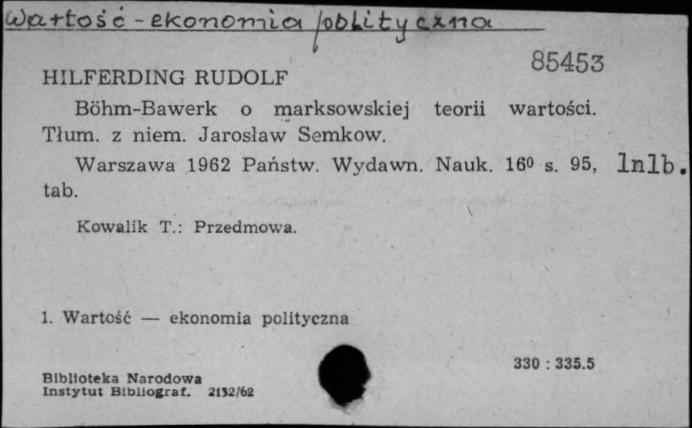 Wartość - ekonomia polityczna
85453
HILFERDING RUDOLF
Böhm-Bawerk o marksowskiej teorii wartości.
Tłum. z niem. Jarosław Semkow.
Warszawa 1962 Państw. Wydawn. Nauk. 16⁰ s. 95, 1nlb.
tab.
Kowalik T.: Przedmowa.
1. Wartość — ekonomia polityczna
330 : 335.5
Biblioteka Narodowa
Instytut Bibliograf. 2132/62